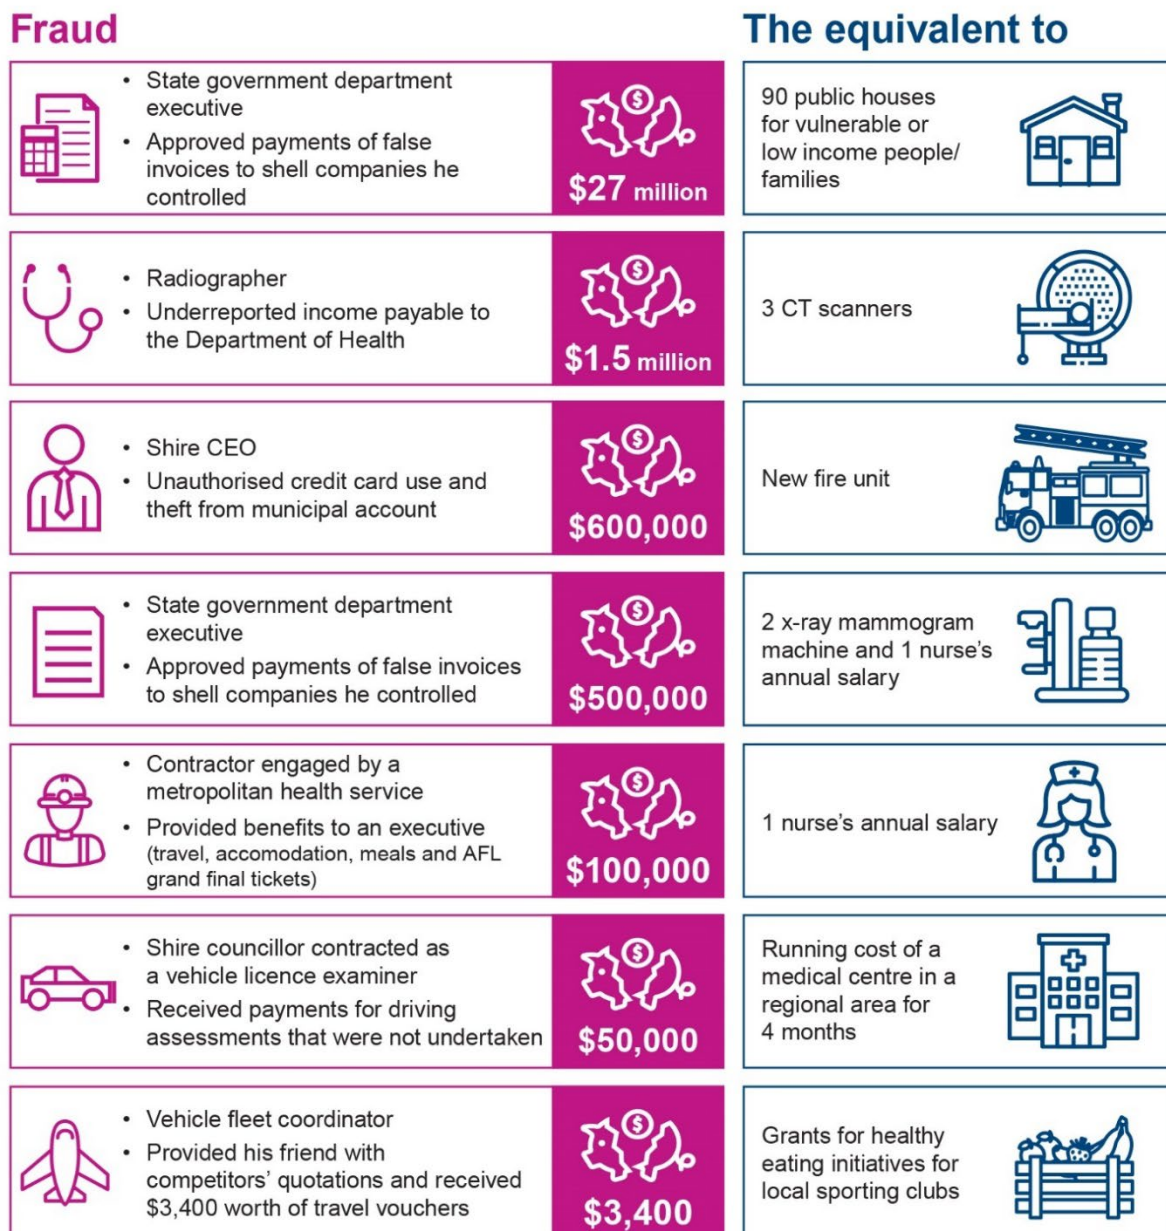 Fraud
The equivalent to
• State government department
executive
• Approved payments of false
invoices to shell companies he
controlled
$27 million
90 public houses
for vulnerable or
low income people/
families
• Radiographer
• Underreported income payable to
the Department of Health
$1.5 million
3 CT scanners
• Shire CEO
• Unauthorised credit card use and
theft from municipal account
$600,000
New fire unit
• State government department
executive
• Approved payments of false invoices
to shell companies he controlled
$500,000
2 x-ray mammogram
machine and 1 nurse's
annual salary
• Contractor engaged by a
metropolitan health service
• Provided benefits to an executive
(travel, accomodation, meals and AFL
grand final tickets)
$100,000
1 nurse's annual salary
• Shire councillor contracted as
a vehicle licence examiner
• Received payments for driving
assessments that were not undertaken
$50,000
Running cost of a
medical centre in a
regional area for
4 months
• Vehicle fleet coordinator
• Provided his friend with
competitors' quotations and received
$3,400 worth of travel vouchers
$3,400
Grants for healthy
eating initiatives for
local sporting clubs